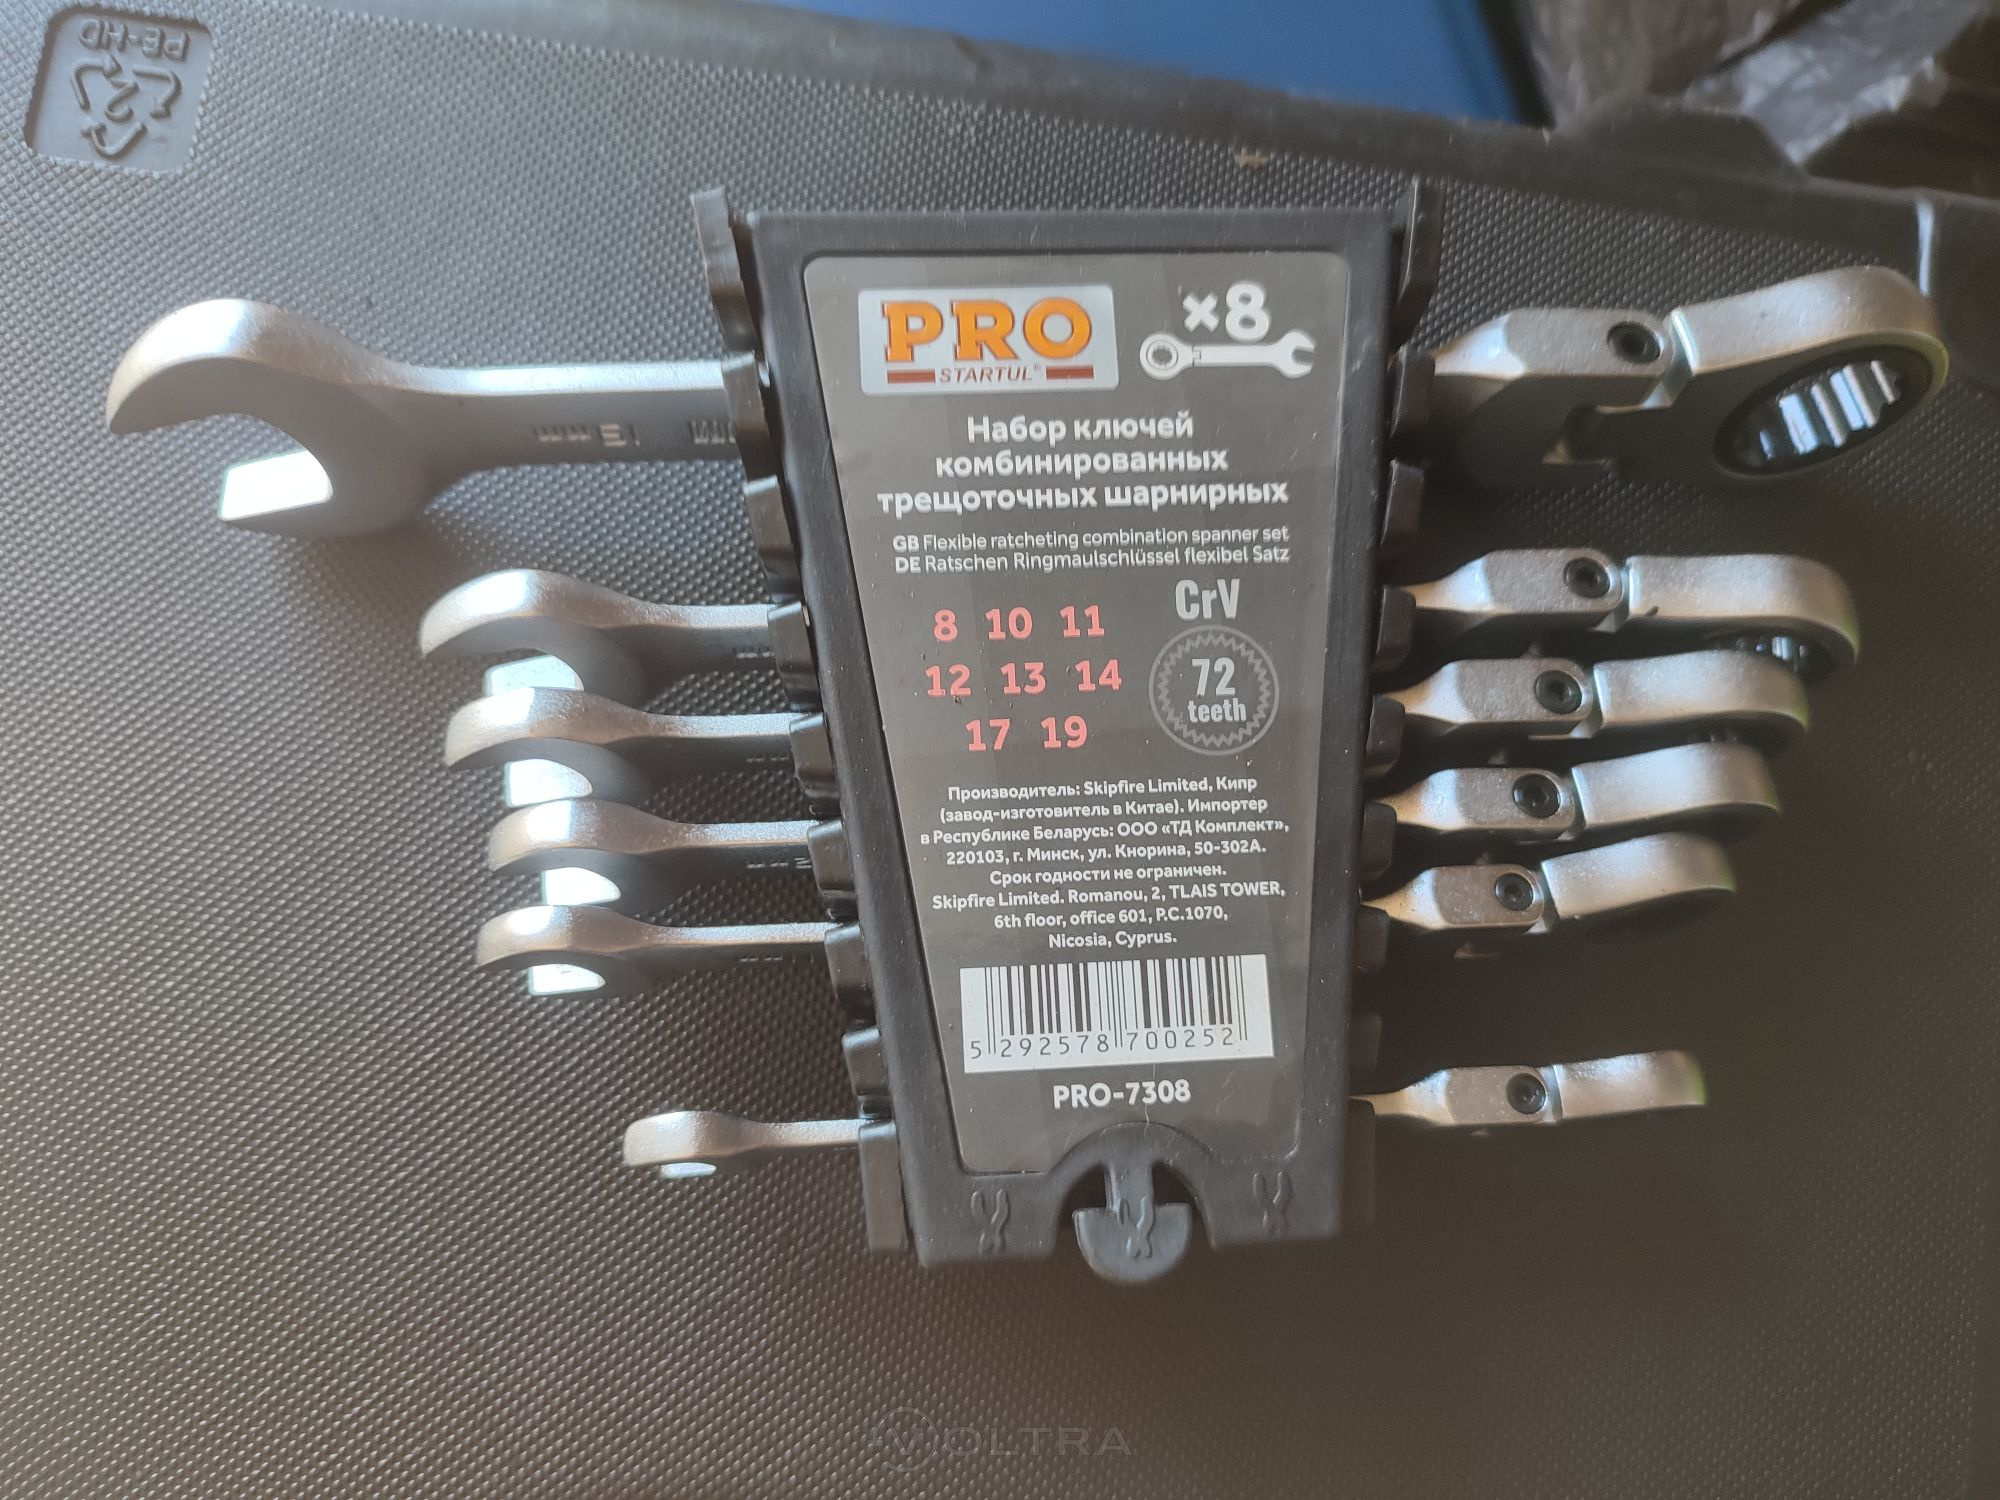 PE-HD
2
PRO
STARTUL®
×8
Набор ключей
комбинированных
трещоточных шарнирных
GB Flexible ratcheting combination spanner set
DE Ratschen Ringmaulschlüssel flexibel Satz
CrV
8 10 11
12 13 14
17 19
72
teeth
Производитель: Skipfire Limited, Кипр
(завод-изготовитель в Китае). Импортер
в Республике Беларусь: ООО «ТД Комплект»,
220103, г. Минск, ул. Кнорина, 50-302А.
Срок годности не ограничен.
Skipfire Limited. Romanou, 2, TLAIS TOWER,
6th floor, office 601, P.C.1070,
Nicosia, Cyprus.
5 292578 700252
PRO-7308
VOLTRA